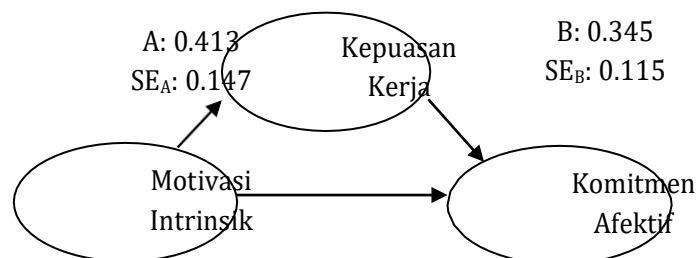 A: 0.413
SEA: 0.147
Kepuasan
Kerja
B: 0.345
SEB: 0.115
Motivasi
Intrinsik
Komitmen
Afektif